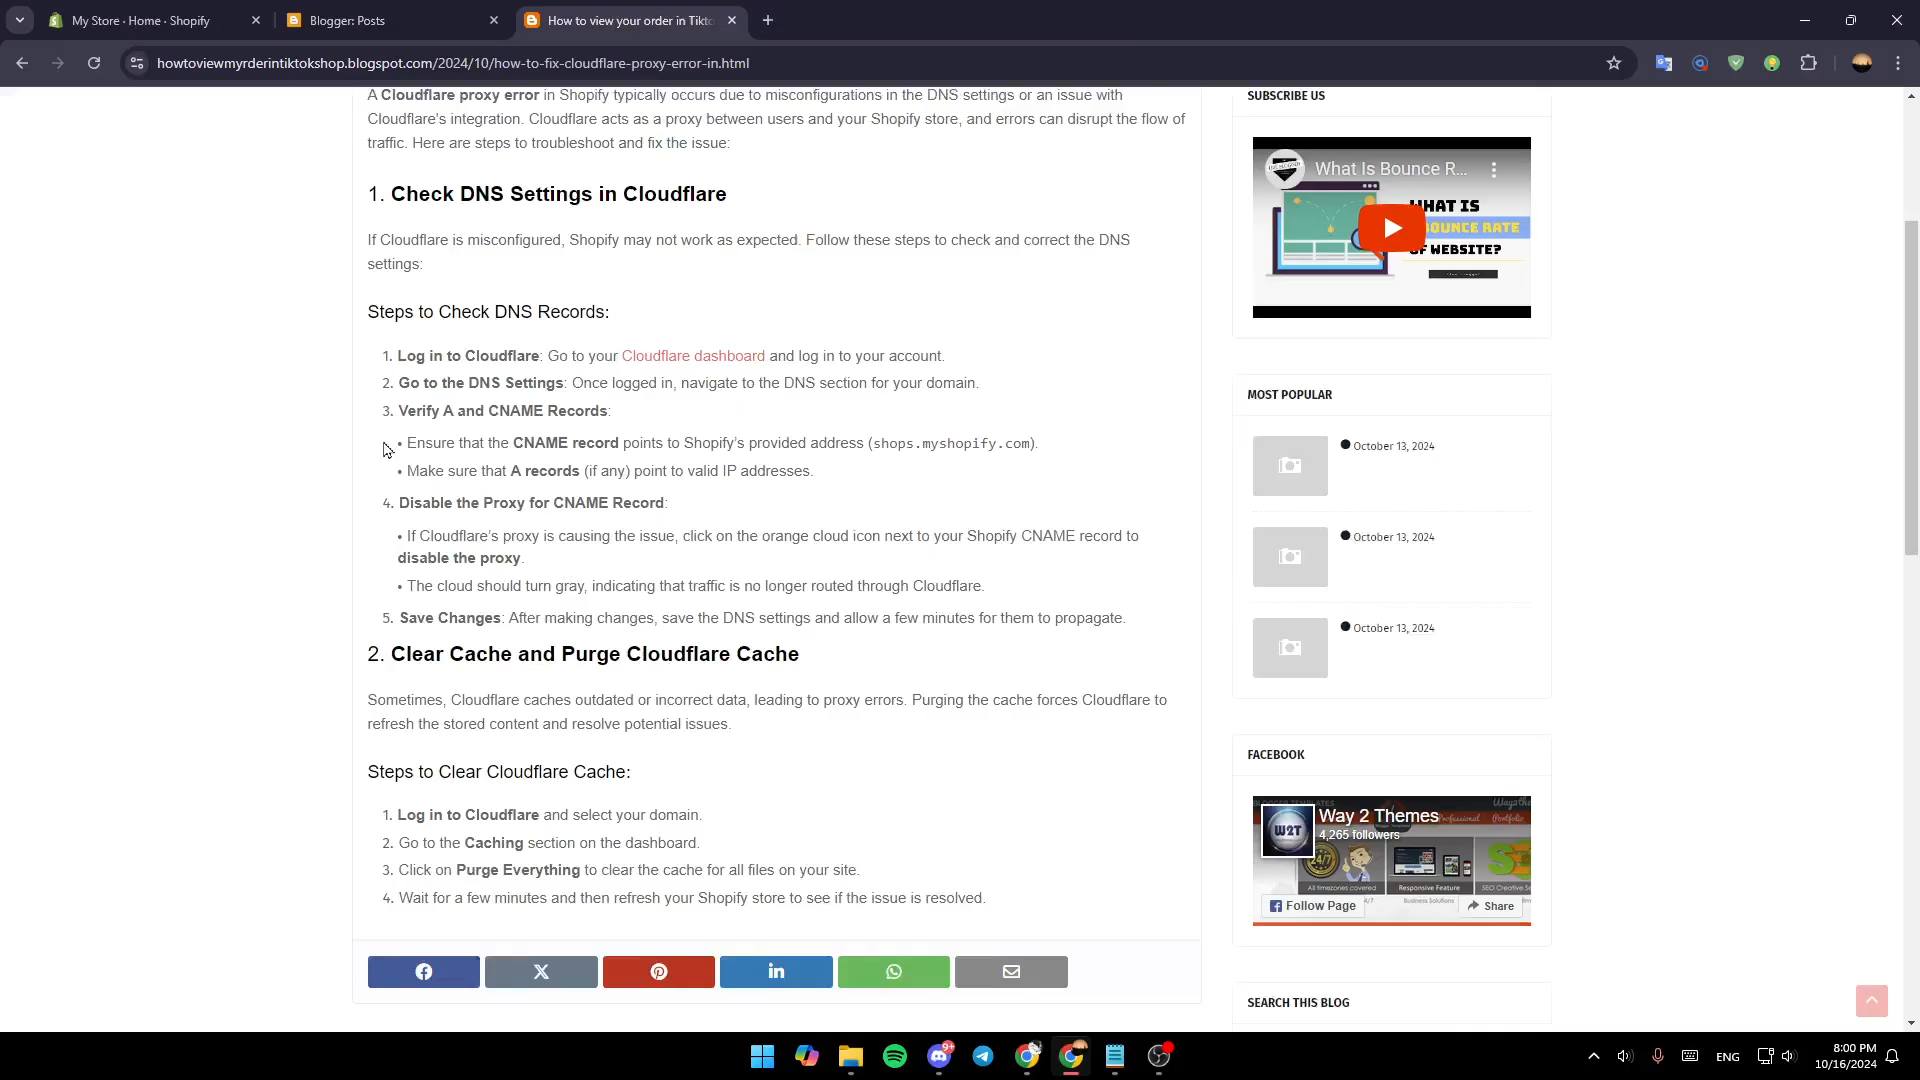 My Store · Home · Shopify
Blogger: Posts
How to view your order in Tikto
howtoviewmyrderintiktokshop.blogspot.com/2024/10/how-to-fix-cloudflare-proxy-error-in.html
A Cloudflare proxy error in Shopify typically occurs due to misconfigurations in the DNS settings or an issue with
Cloudflare's integration. Cloudflare acts as a proxy between users and your Shopify store, and errors can disrupt the flow of
traffic. Here are steps to troubleshoot and fix the issue:
1. Check DNS Settings in Cloudflare
If Cloudflare is misconfigured, Shopify may not work as expected. Follow these steps to check and correct the DNS
settings:
Steps to Check DNS Records:
1. Log in to Cloudflare: Go to your Cloudflare dashboard and log in to your account.
2. Go to the DNS Settings: Once logged in, navigate to the DNS section for your domain.
3. Verify A and CNAME Records:
• Ensure that the CNAME record points to Shopify's provided address (shops.myshopify.com).
• Make sure that A records (if any) point to valid IP addresses.
4. Disable the Proxy for CNAME Record:
• If Cloudflare's proxy is causing the issue, click on the orange cloud icon next to your Shopify CNAME record to
disable the proxy.
• The cloud should turn gray, indicating that traffic is no longer routed through Cloudflare.
5. Save Changes: After making changes, save the DNS settings and allow a few minutes for them to propagate.
2. Clear Cache and Purge Cloudflare Cache
Sometimes, Cloudflare caches outdated or incorrect data, leading to proxy errors. Purging the cache forces Cloudflare to
refresh the stored content and resolve potential issues.
Steps to Clear Cloudflare Cache:
1. Log in to Cloudflare and select your domain.
2. Go to the Caching section on the dashboard.
3. Click on Purge Everything to clear the cache for all files on your site.
4. Wait for a few minutes and then refresh your Shopify store to see if the issue is resolved.
SUBSCRIBE US
What Is Bounce R...
WHAT IS
BOUNCE RATE
OF WEBSITE?
MOST POPULAR
October 13, 2024
October 13, 2024
October 13, 2024
FACEBOOK
Way 2 Themes
4,265 followers
W2T
24/7
All timezones covered
Responsive Feature
Business Solutions
Follow Page
Share
SEARCH THIS BLOG
9+
ENG
8:00 PM
10/16/2024